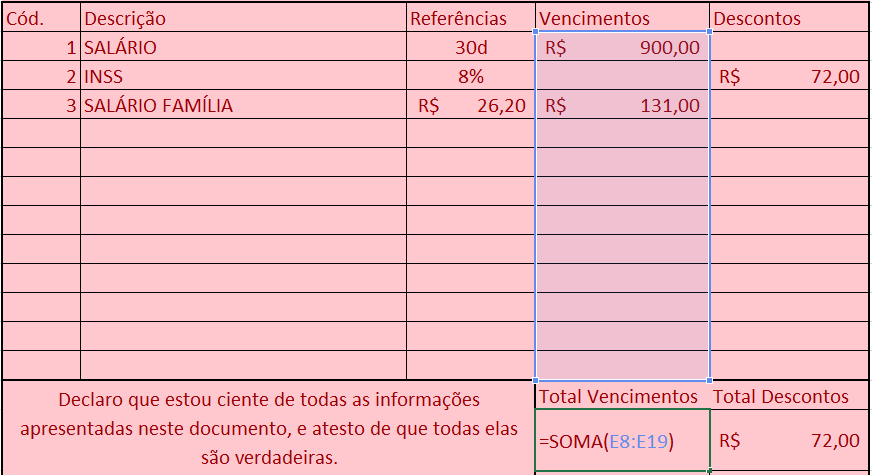 Cód. Descrição Referências Vencimentos Descontos
1 SALÁRIO 30d R$ 900,00
2 INSS 8% R$ 72,00
3 SALÁRIO FAMÍLIA R$ 26,20 R$ 131,00
Total Vencimentos Total Descontos
Declaro que estou ciente de todas as informações
apresentadas neste documento, e atesto de que todas elas
são verdadeiras.
=SOMA(E8:E19) R$ 72,00